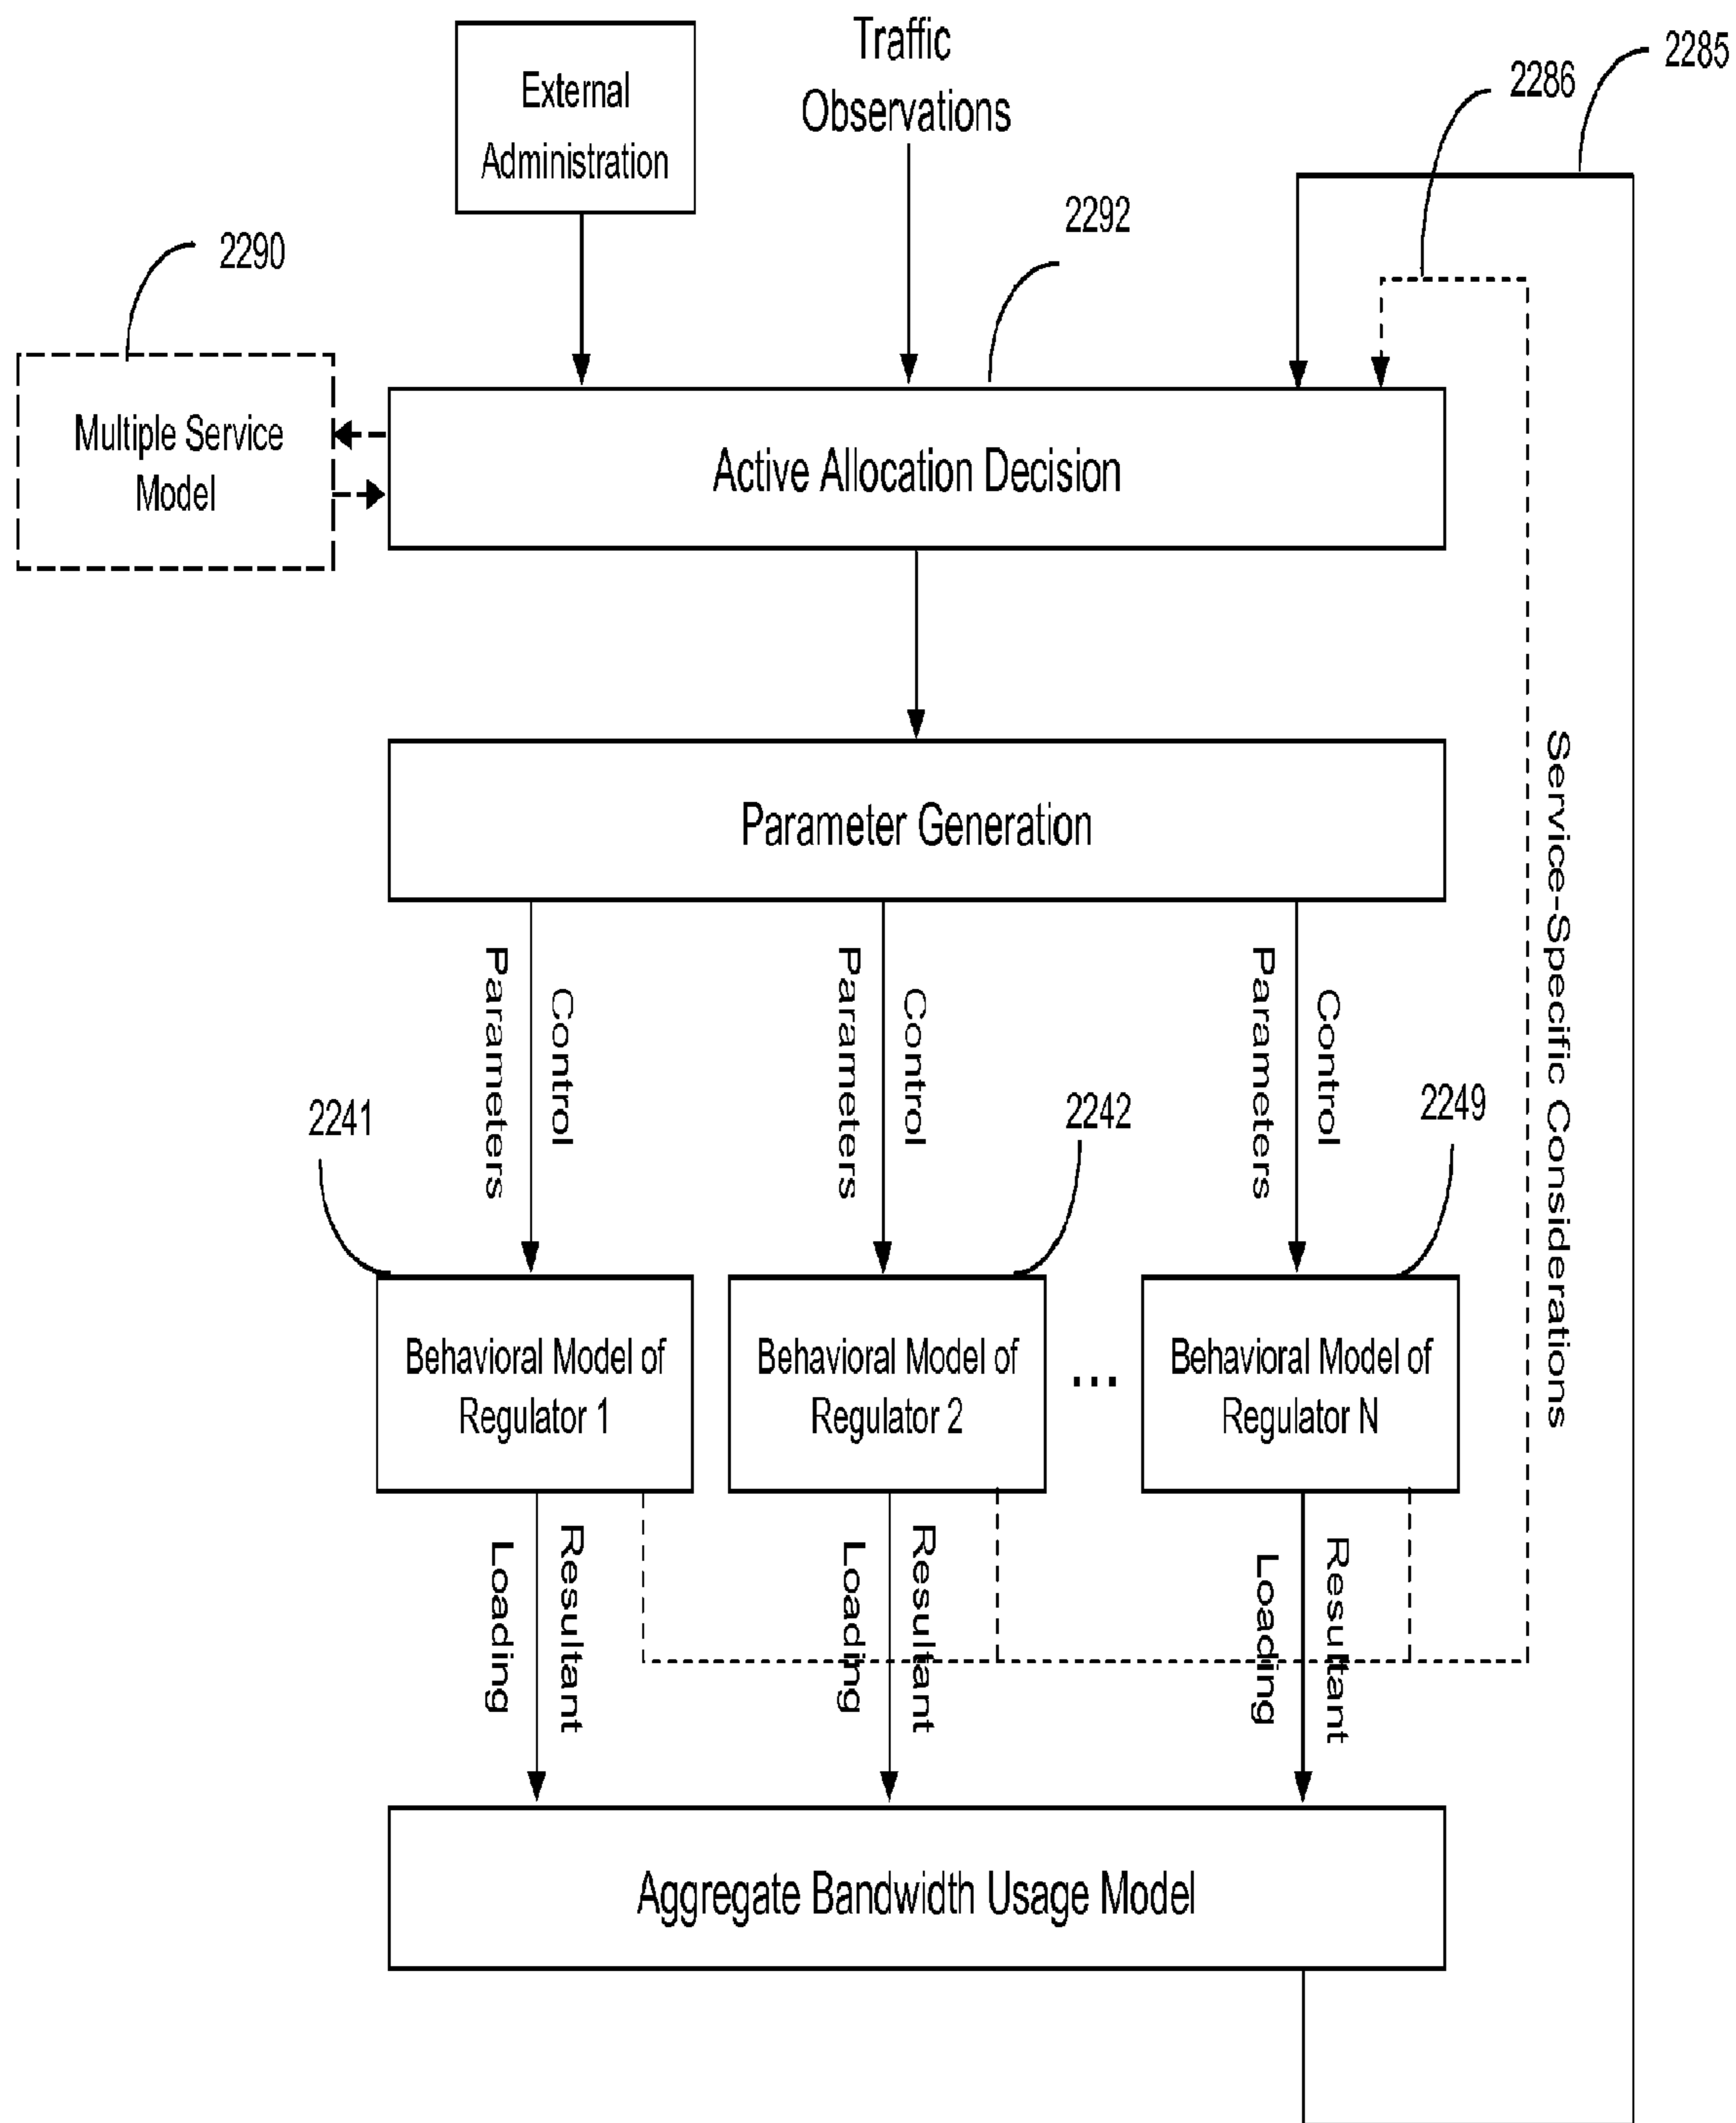 External
Administration
Traffic
Observations
2285
2286
2292
2290
Multiple Service
Model
Active Allocation Decision
Parameter Generation
Control
Parameters
Control
Parameters
Control
Parameters
Service-Specific Considerations
2241
2242
2249
Behavioral Model of
Regulator 1
Behavioral Model of
Regulator 2
...
Behavioral Model of
Regulator N
Resultant
Loading
Resultant
Loading
Resultant
Loading
Aggregate Bandwidth Usage Model